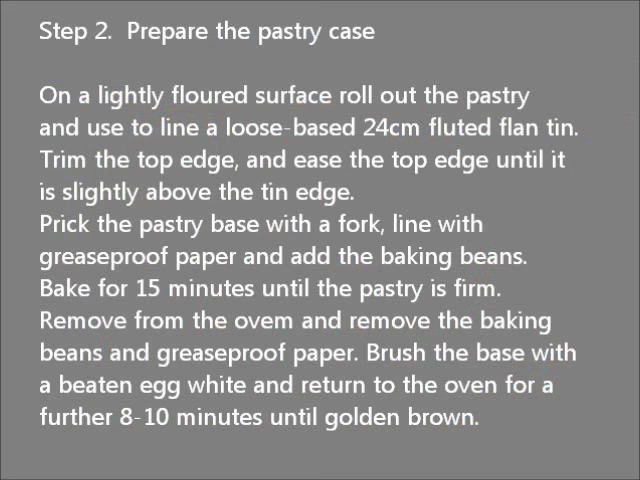 Step 2.  Prepare the pastry case
On a lightly floured surface roll out the pastry
and use to line a loose-based 24cm fluted flan tin.
Trim the top edge, and ease the top edge until it
is slightly above the tin edge.
Prick the pastry base with a fork, line with
greaseproof paper and add the baking beans.
Bake for 15 minutes until the pastry is firm.
Remove from the ovem and remove the baking
beans and greaseproof paper. Brush the base with
a beaten egg white and return to the oven for a
further 8-10 minutes until golden brown.